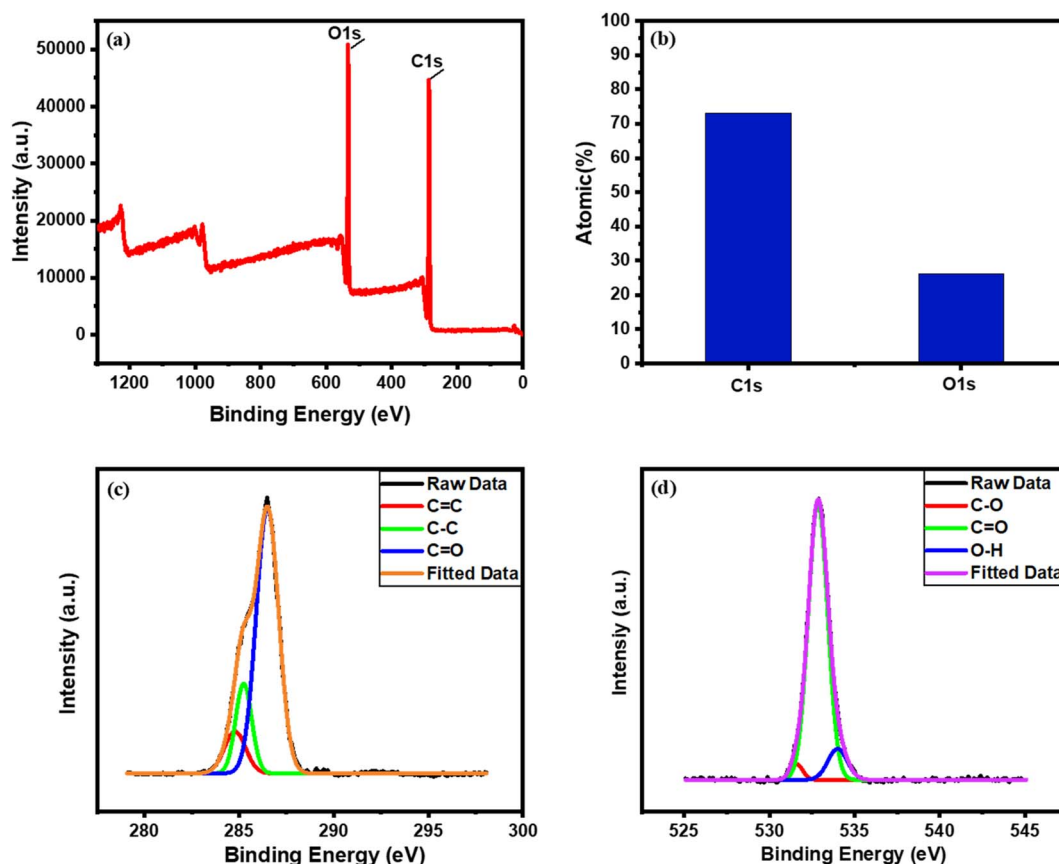 (a)
O1s
C1s
50000
40000
30000
20000
10000
0
Intensity (a.u.)
1200 1000 800 600 400 200 0
Binding Energy (eV)
(b)
100
90
80
70
60
50
40
30
20
10
0
Atomic(%)
C1s O1s
(c)
Raw Data
C=C
C-C
C=O
Fitted Data
Intensity (a.u.)
280 285 290 295 300
Binding Energy (eV)
(d)
Raw Data
C-O
C=O
O-H
Fitted Data
Intensiy (a.u.)
525 530 535 540 545
Binding Energy (eV)